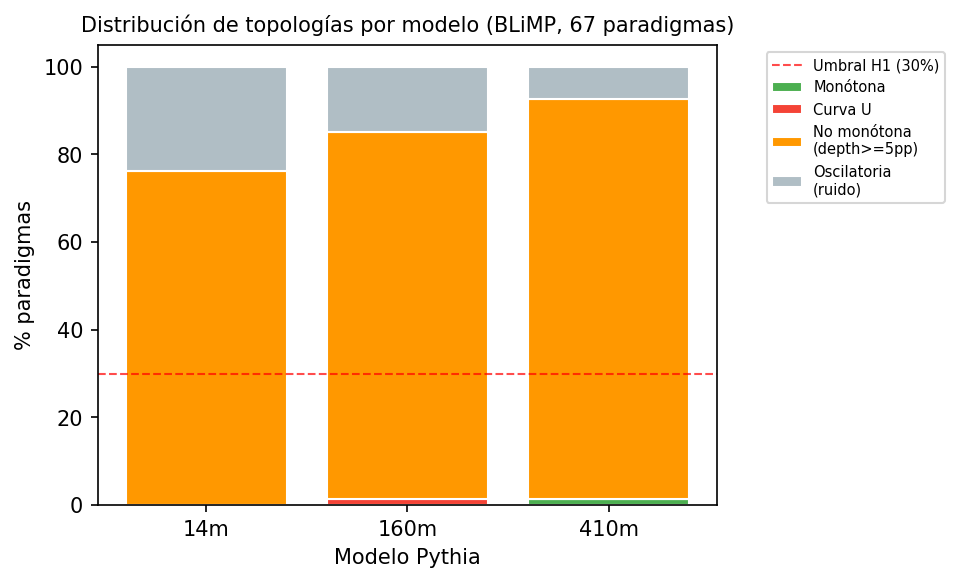 Distribución de topologías por modelo (BLiMP, 67 paradigmas)
100
80
60
40
20
0
% paradigmas
14m
160m
410m
Modelo Pythia
Umbral H1 (30%)
Monótona
Curva U
No monótona
(depth>=5pp)
Oscilatoria
(ruido)